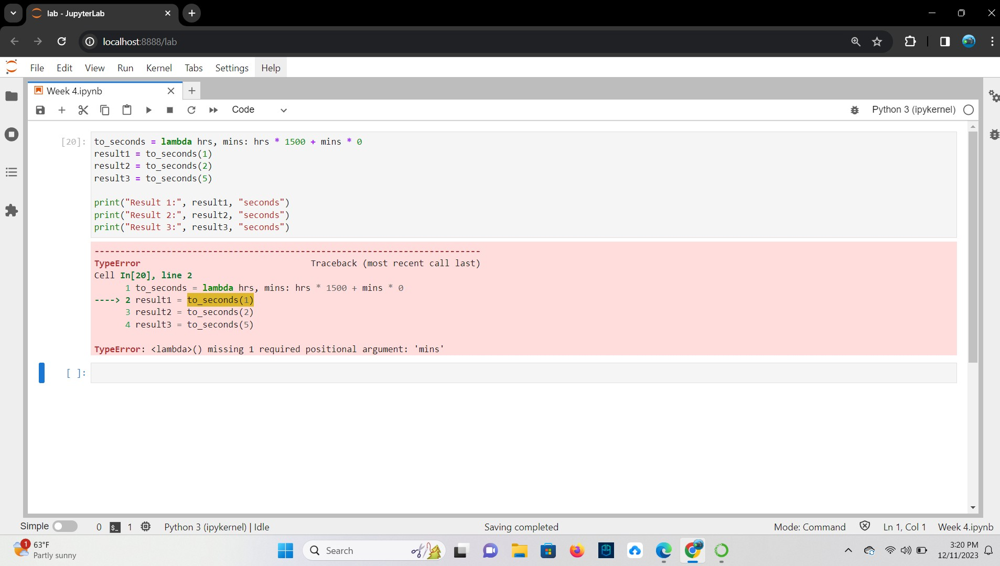 lab - JupyterLab
localhost:8888/lab
File Edit View Run Kernel Tabs Settings Help
Week 4.ipynb
Code
Python 3 (ipykernel)
[20]: to_seconds = lambda hrs, mins: hrs * 1500 + mins * 0
result1 = to_seconds(1)
result2 = to_seconds(2)
result3 = to_seconds(5)
print("Result 1:", result1, "seconds")
print("Result 2:", result2, "seconds")
print("Result 3:", result3, "seconds")
---------------------------------------------------------------------------
TypeError Traceback (most recent call last)
Cell In[20], line 2
1 to_seconds = lambda hrs, mins: hrs * 1500 + mins * 0
----> 2 result1 = to_seconds(1)
3 result2 = to_seconds(2)
4 result3 = to_seconds(5)
TypeError: <lambda>() missing 1 required positional argument: 'mins'
[ ]:
Simple 0 $_ 1 Python 3 (ipykernel) | Idle Saving completed Mode: Command Ln 1, Col 1 Week 4.ipynb
1 63°F
Partly sunny
Search
3:20 PM
12/11/2023